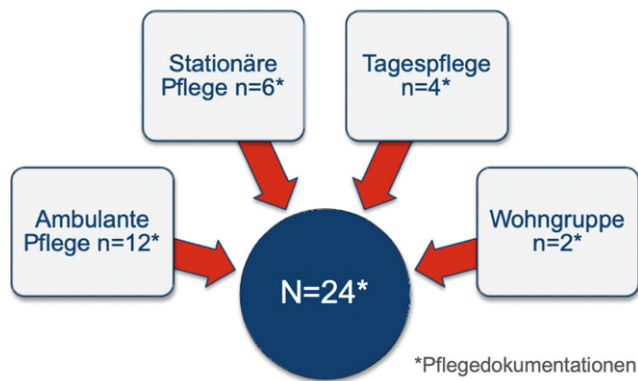 Stationäre
Pflege n=6*
Tagespflege
n=4*
Ambulante
Pflege n=12*
Wohngruppe
n=2*
N=24*
*Pflegedokumentationen